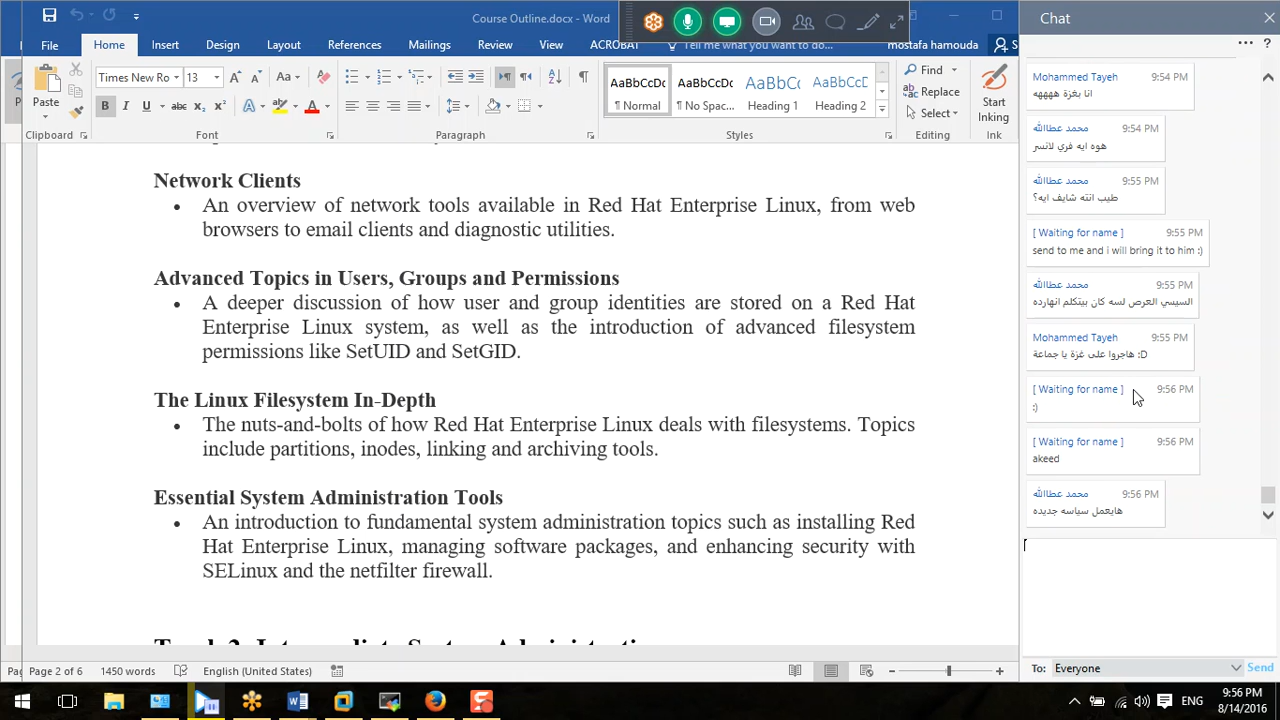 Course Outline.docx - Word
Chat
File
Home
Insert
Design
Layout
References
Mailings
Review
View
ACROBAT
Tell me what you want to do...
mostafa hamouda
Paste
Clipboard
Times New Ro
13
B I U abc x₂ x²
Font
Paragraph
AaBbCcDc
¶ Normal
AaBbCcDc
¶ No Spac...
AaBbCc
Heading 1
AaBbCcD
Heading 2
Styles
Find
Replace
Select
Editing
Start
Inking
Ink
Network Clients
• An overview of network tools available in Red Hat Enterprise Linux, from web
browsers to email clients and diagnostic utilities.
Advanced Topics in Users, Groups and Permissions
• A deeper discussion of how user and group identities are stored on a Red Hat
Enterprise Linux system, as well as the introduction of advanced filesystem
permissions like SetUID and SetGID.
The Linux Filesystem In-Depth
• The nuts-and-bolts of how Red Hat Enterprise Linux deals with filesystems. Topics
include partitions, inodes, linking and archiving tools.
Essential System Administration Tools
• An introduction to fundamental system administration topics such as installing Red
Hat Enterprise Linux, managing software packages, and enhancing security with
SELinux and the netfilter firewall.
Mohammed Tayeh 9:54 PM
انا بغزة هههه
محمد عطاالله 9:54 PM
هوه ايه فري لانسر
محمد عطاالله 9:55 PM
طيب انته شايف ايه؟
[ Waiting for name ] 9:55 PM
send to me and i will bring it to him :)
محمد عطاالله 9:55 PM
السيسي العرص لسه كان بيتكلم انهارده
Mohammed Tayeh 9:55 PM
هاجروا على غزة يا جماعة :D
[ Waiting for name ] 9:56 PM
:)
[ Waiting for name ] 9:56 PM
akeed
محمد عطاالله 9:56 PM
هايعمل سياسه جديده
To: Everyone
Send
Page 2 of 6
1450 words
English (United States)
ENG
9:56 PM
8/14/2016